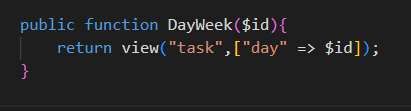 public function DayWeek($id){
    return view("task",["day" => $id]);
}